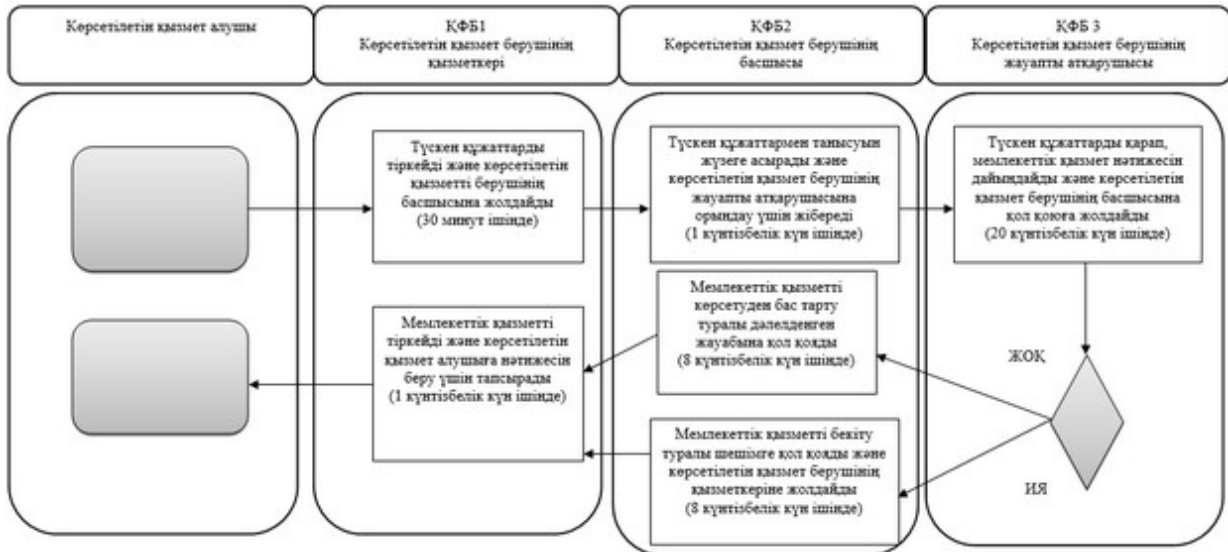 Көрсетілетін қызмет алушы
ҚФБ1
Көрсетілетін қызмет берушінің
қызметкері
ҚФБ2
Көрсетілетін қызмет берушінің
басшысы
ҚФБ 3
Көрсетілетін қызмет берушінің
жауапты атқарушысы
Түскен құжаттарды
тіркейді және көрсетілетін
қызметті берушінің
басшысына жолдайды
(30 минут ішінде)
Түскен құжаттармен танысуын
жүзеге асырады және
көрсетілетін қызмет берушінің
жауапты атқарушысына
орындау үшін жібереді
(1 күнтізбелік күн ішінде)
Түскен құжаттарды қарап,
мемлекеттік қызмет нәтижесін
дайындайды және көрсетілетін
қызмет берушінің басшысына
қол қоюға жолдайды
(20 күнтізбелік күн ішінде)
Мемлекеттік қызметті
тіркейді және көрсетілетін
қызмет алушыға нәтижесін
беру үшін тапсырады
(1 күнтізбелік күн ішінде)
Мемлекеттік қызметті
көрсетуден бас тарту
туралы дәлелденген
жауабына қол қояды
(8 күнтізбелік күн ішінде)
ЖОҚ
Мемлекеттік қызметті бекіту
туралы шешімге қол қояды және
көрсетілетін қызмет берушінің
қызметкеріне жолдайды
(8 күнтізбелік күн ішінде)
ИЯ